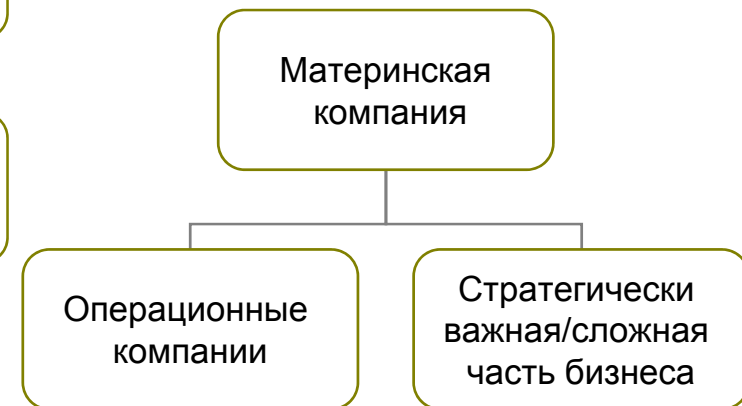 Материнская
компания
Операционные
компании
Стратегически
важная/сложная
часть бизнеса